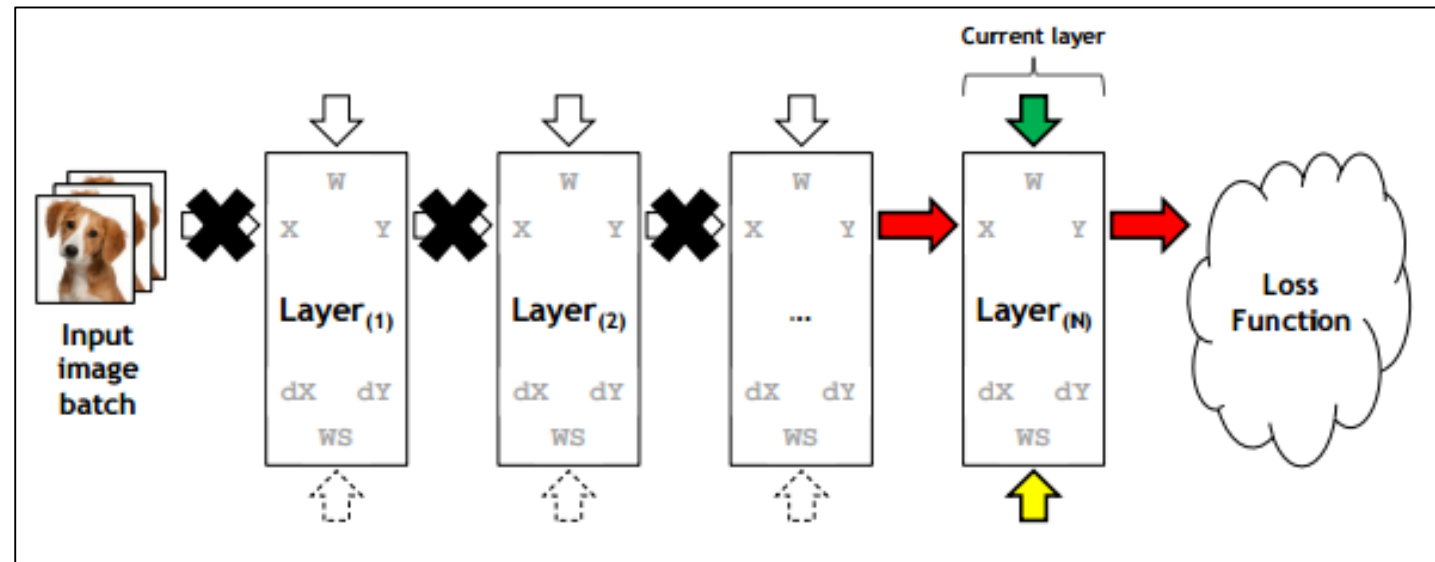 Current layer
W W W W
X Y X Y X Y X Y
Layer(1) Layer(2) ... Layer(N)
Loss
Function
Input
image
batch
dX dY dX dY dX dY dX dY
WS WS WS WS